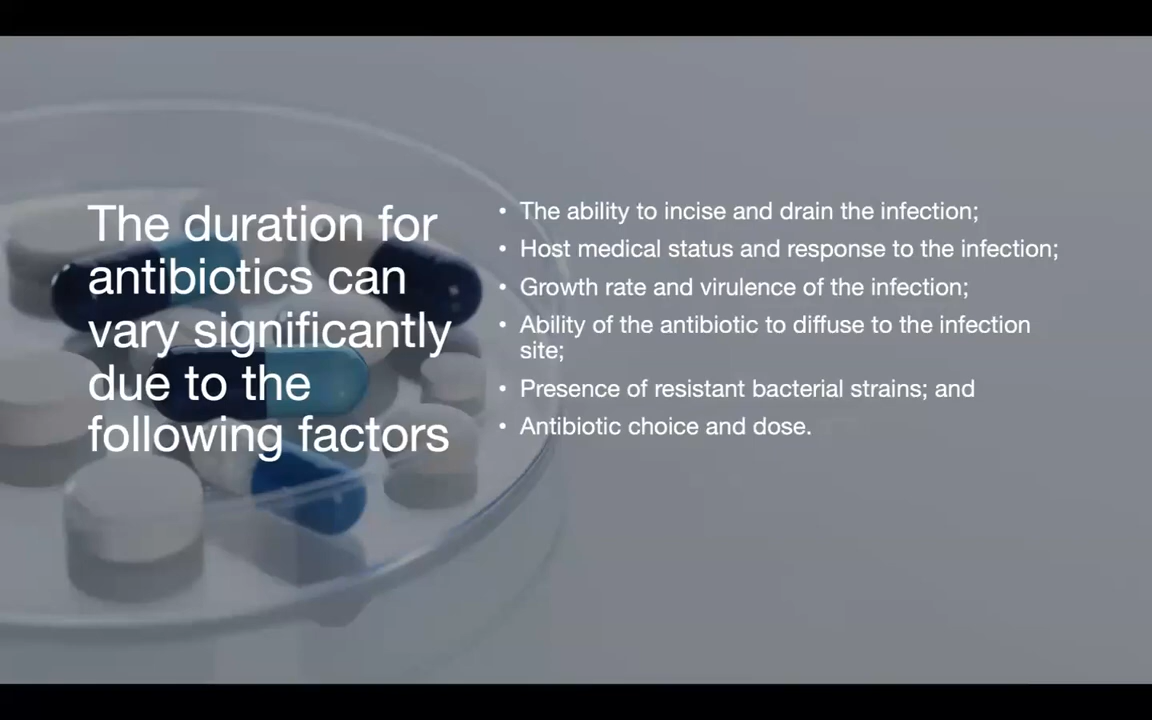 The duration for
antibiotics can
vary significantly
due to the
following factors
• The ability to incise and drain the infection;
• Host medical status and response to the infection;
• Growth rate and virulence of the infection;
• Ability of the antibiotic to diffuse to the infection
site;
• Presence of resistant bacterial strains; and
• Antibiotic choice and dose.